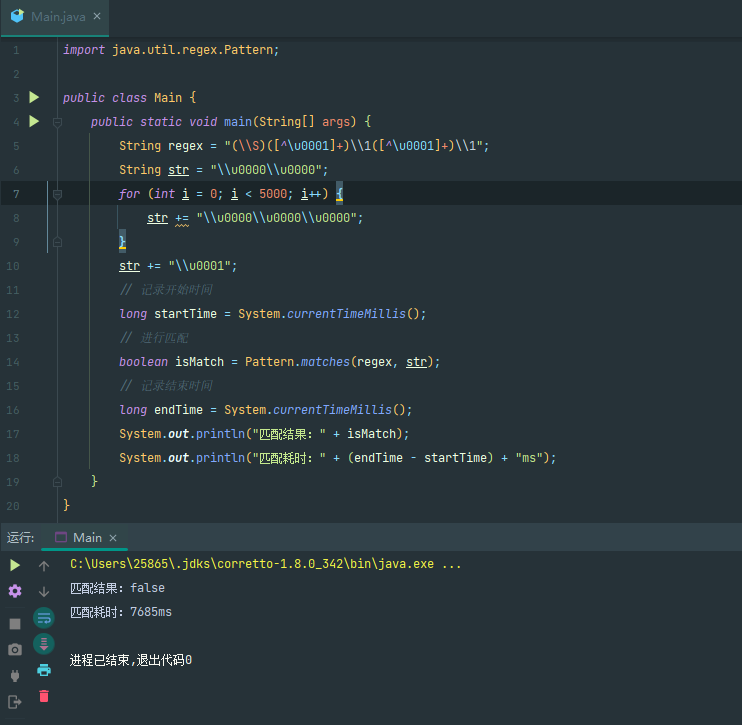 Main.java ×
1 import java.util.regex.Pattern;
2
3 public class Main {
4 public static void main(String[] args) {
5 String regex = "(\\S)([^\u0001]+)\\1([^\u0001]+)\\1";
6 String str = "\\u0000\\u0000";
7 for (int i = 0; i < 5000; i++) {
8 str += "\\u0000\\u0000\\u0000";
9 }
10 str += "\\u0001";
11 // 记录开始时间
12 long startTime = System.currentTimeMillis();
13 // 进行匹配
14 boolean isMatch = Pattern.matches(regex, str);
15 // 记录结束时间
16 long endTime = System.currentTimeMillis();
17 System.out.println("匹配结果：" + isMatch);
18 System.out.println("匹配耗时：" + (endTime - startTime) + "ms");
19 }
20 }
运行: Main ×
C:\Users\25865\.jdks\corretto-1.8.0_342\bin\java.exe ...
匹配结果：false
匹配耗时：7685ms
进程已结束,退出代码0